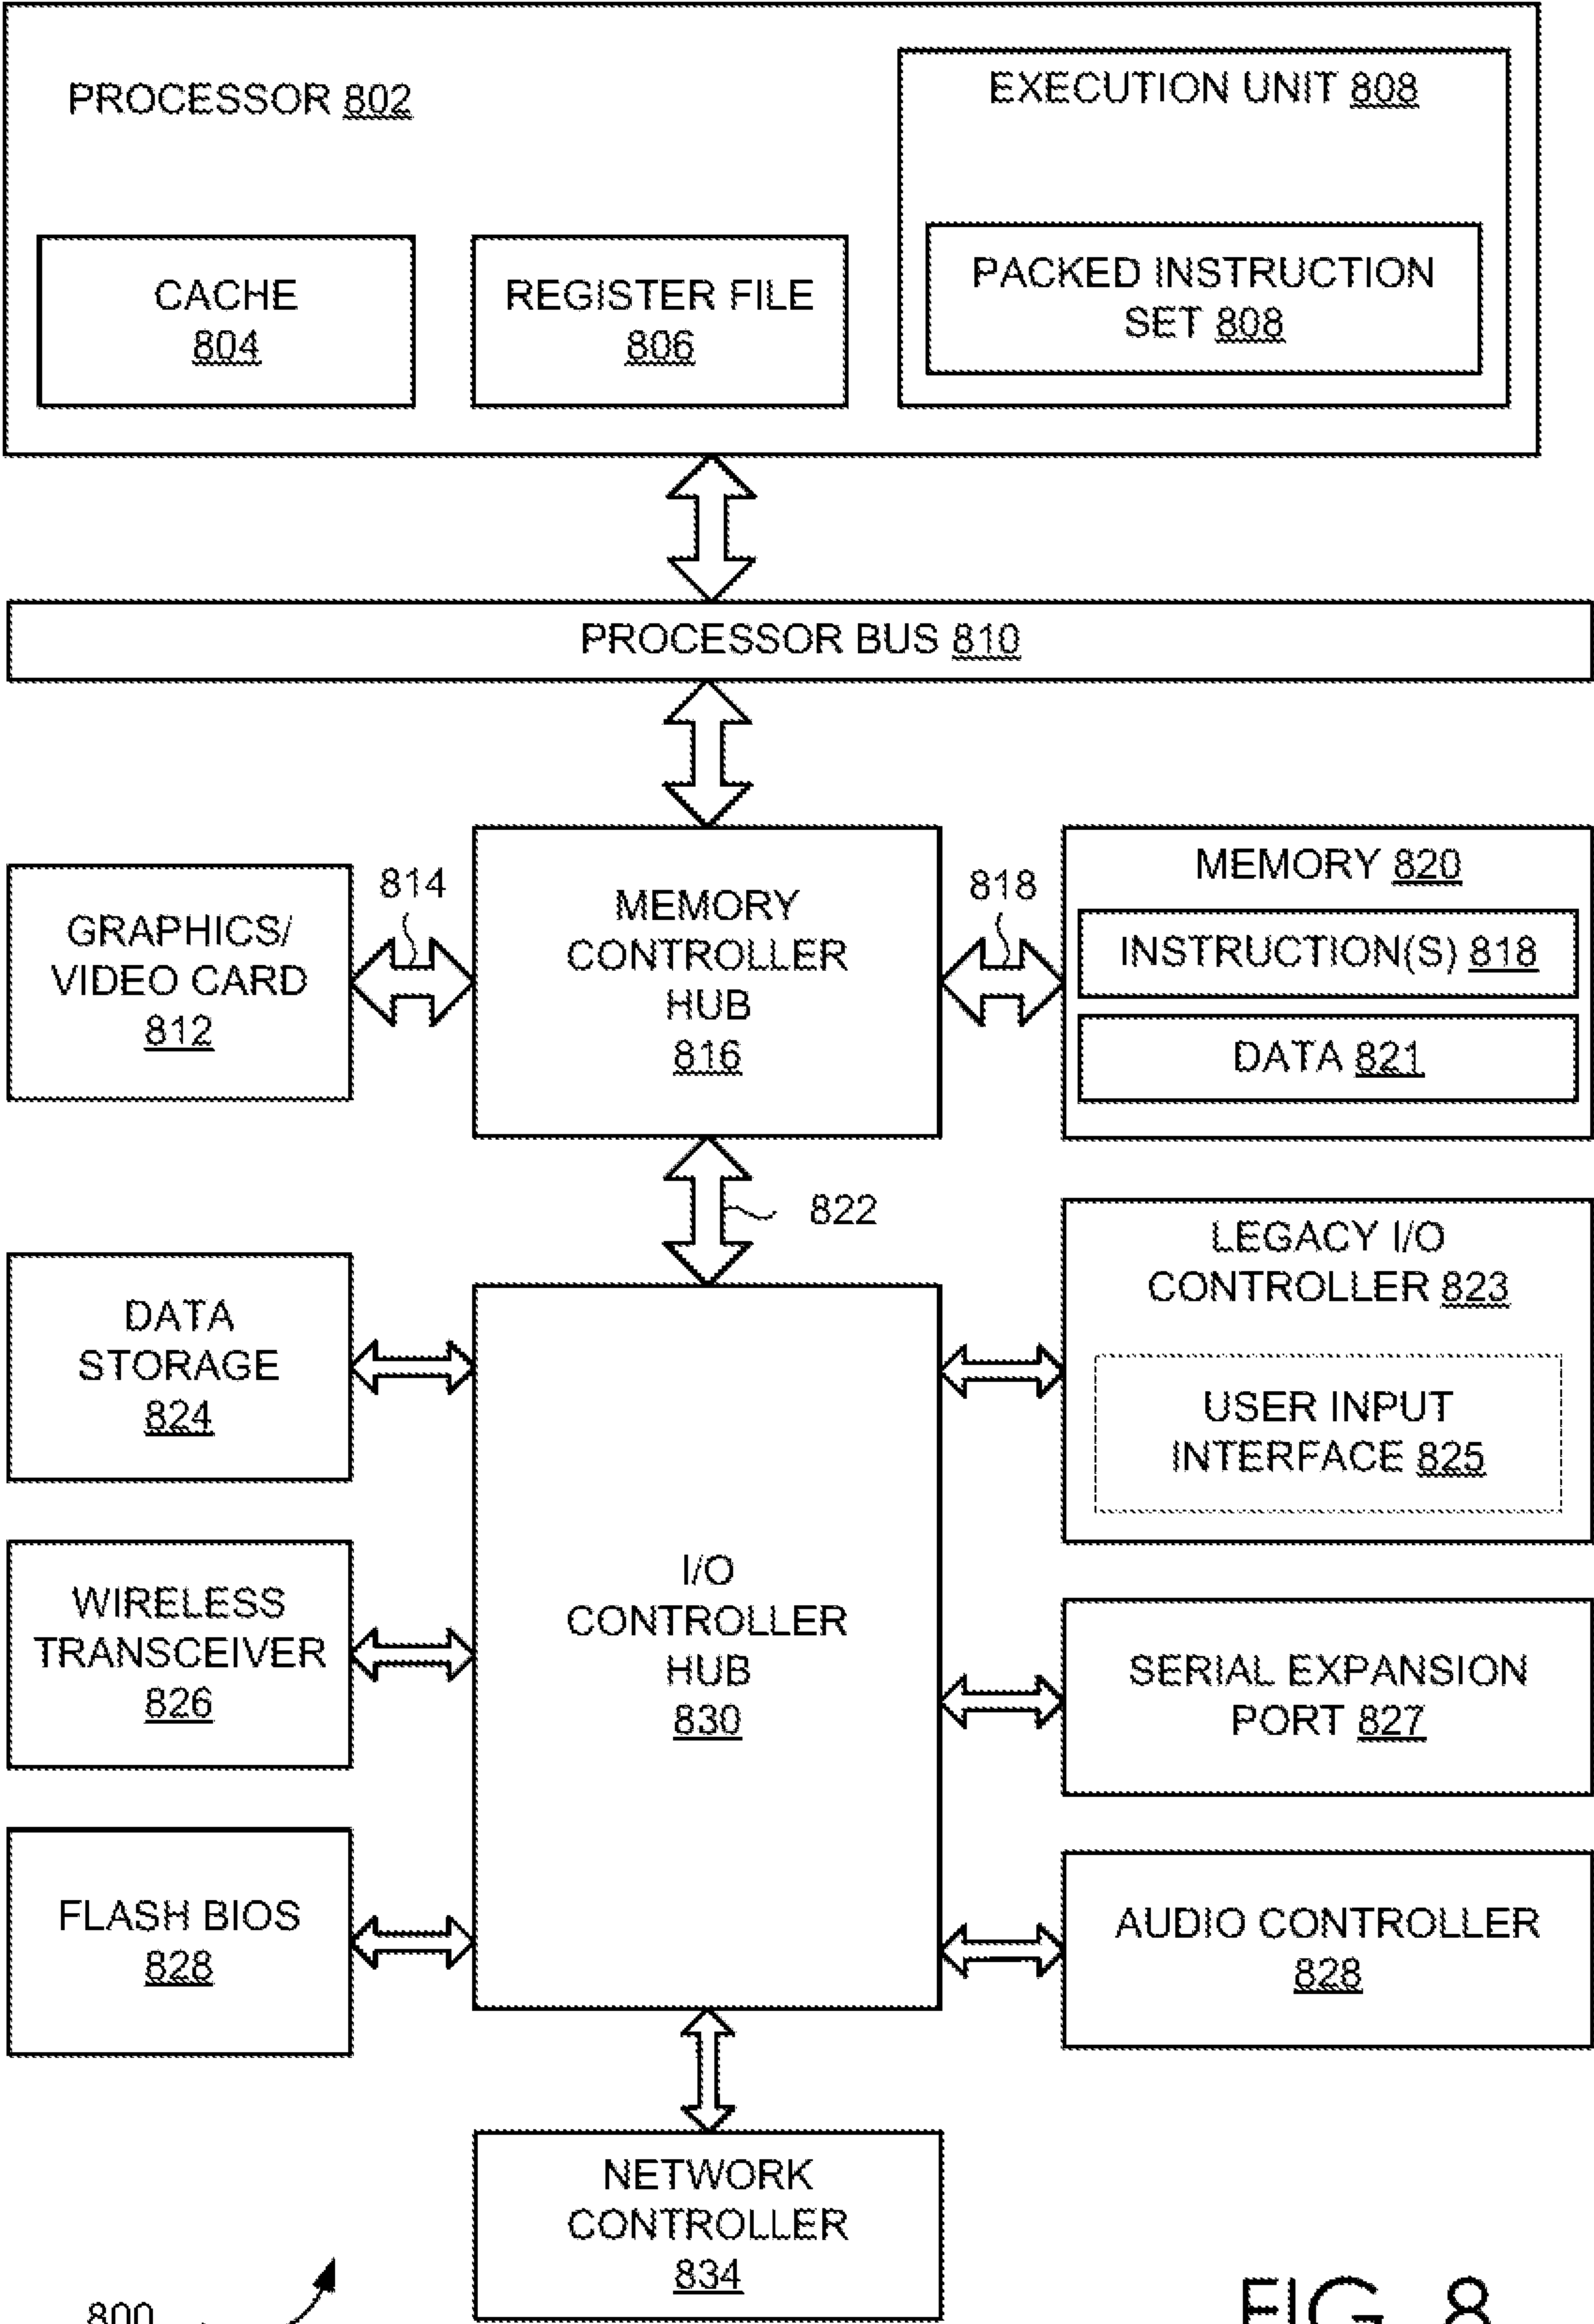 PROCESSOR 802
EXECUTION UNIT 808
CACHE
804
REGISTER FILE
806
PACKED INSTRUCTION
SET 808
PROCESSOR BUS 810
GRAPHICS/
VIDEO CARD
812
814
MEMORY
CONTROLLER
HUB
816
818
MEMORY 820
INSTRUCTION(S) 818
DATA 821
822
DATA
STORAGE
824
LEGACY I/O
CONTROLLER 823
USER INPUT
INTERFACE 825
WIRELESS
TRANSCEIVER
826
I/O
CONTROLLER
HUB
830
SERIAL EXPANSION
PORT 827
FLASH BIOS
828
AUDIO CONTROLLER
828
NETWORK
CONTROLLER
834
800
FIG. 8